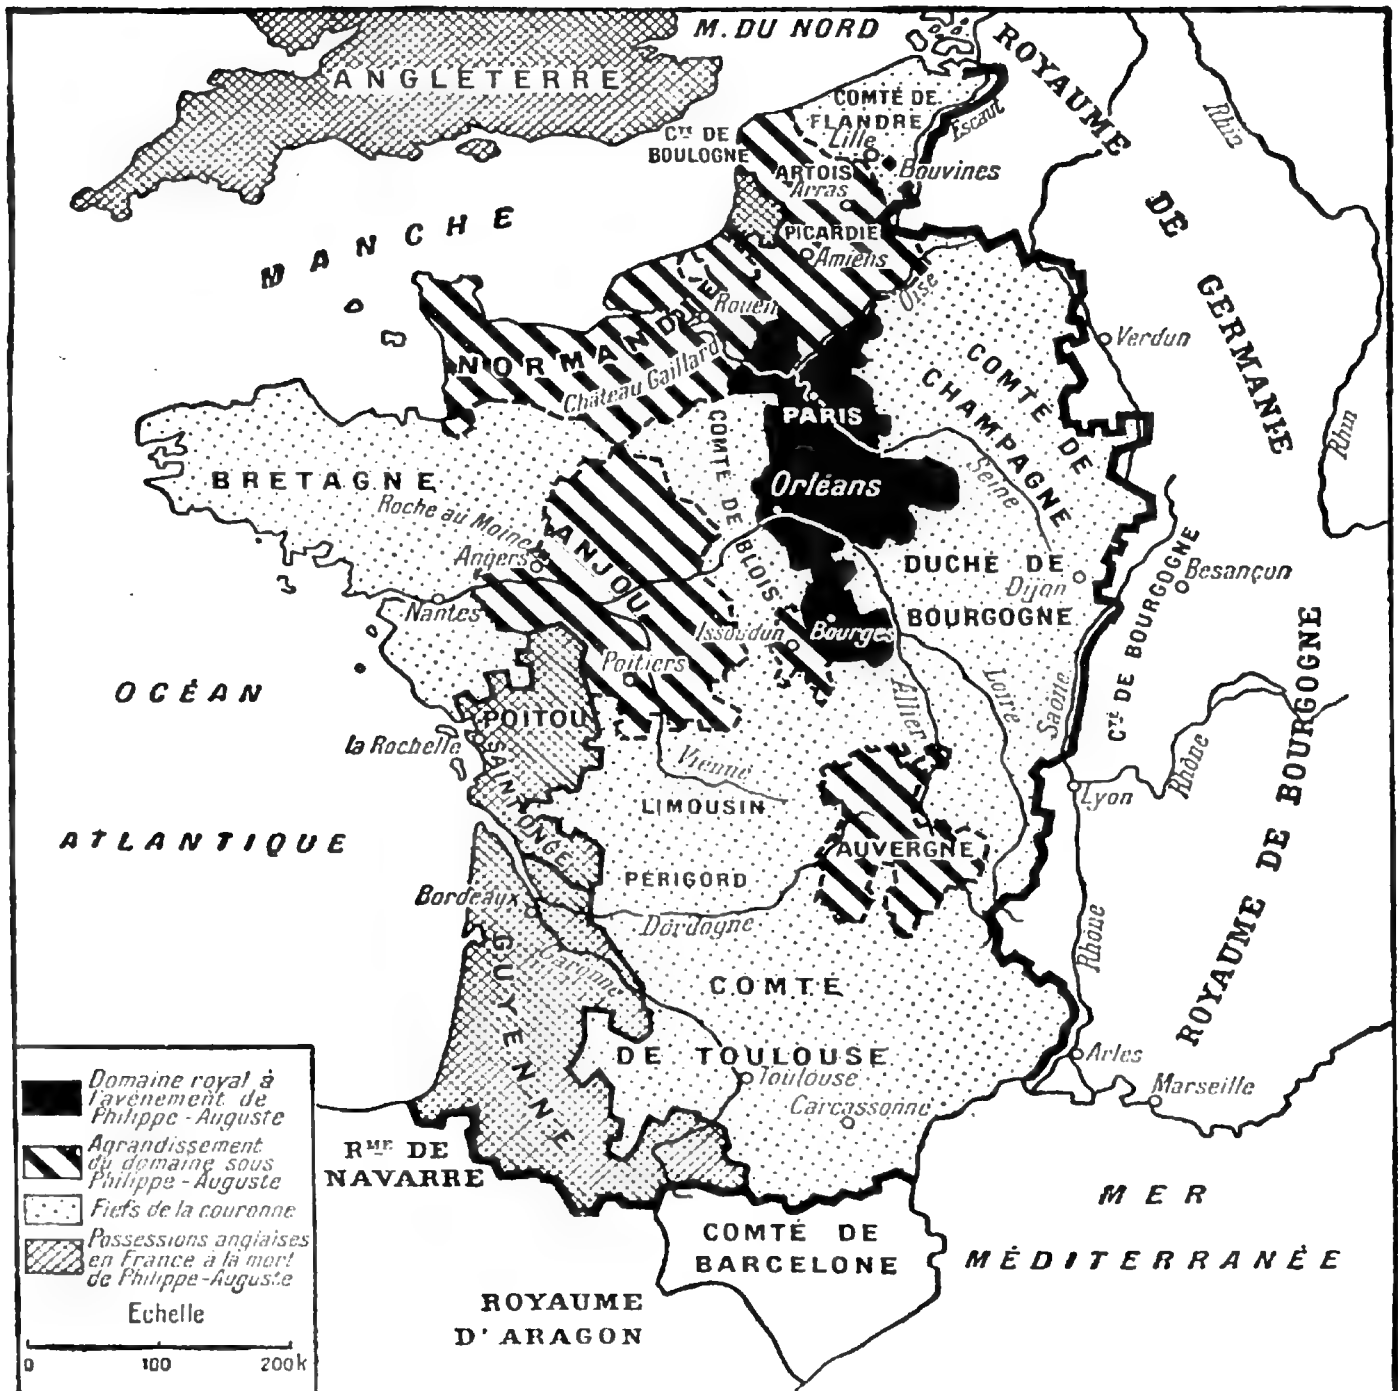 M. DU NORD
ANGLETERRE
ROYAUME
DE
GERMANIE
Rhin
COMTÉ DE
FLANDRE
Escaut
Cᵀᴱ DE
BOULOGNE
Lille
Bouvines
ARTOIS
Arras
PICARDIE
Amiens
Oise
MANCHE
Rouen
NORMANDIE
Château Gaillard
Verdun
COMTÉ DE
CHAMPAGNE
PARIS
Rhin
COMTÉ DE BLOIS
BRETAGNE
Orléans
Seine
Roche au Moine
Angers
ANJOU
DUCHÉ DE
BOURGOGNE
Dijon
Besançon
Nantes
Issoudun
Bourges
Cᵀᴱ DE BOURGOGNE
Poitiers
OCÉAN
ATLANTIQUE
POITOU
Allier
Loire
Saône
la Rochelle
SAINTONGE
Vienne
LIMOUSIN
Lyon
Rhône
ROYAUME DE BOURGOGNE
AUVERGNE
PÉRIGORD
Bordeaux
Dordogne
Rhône
GUYENNE
Garonne
COMTÉ
DE TOULOUSE
Toulouse
Carcassonne
Arles
Marseille
Rᴹᴱ DE
NAVARRE
COMTÉ DE
BARCELONE
MER
MÉDITERRANÉE
ROYAUME
D'ARAGON
Domaine royal à
l'avènement de
Philippe-Auguste
Agrandissement
du domaine sous
Philippe-Auguste
Fiefs de la couronne
Possessions anglaises
en France à la mort
de Philippe-Auguste
Echelle
0 100 200k